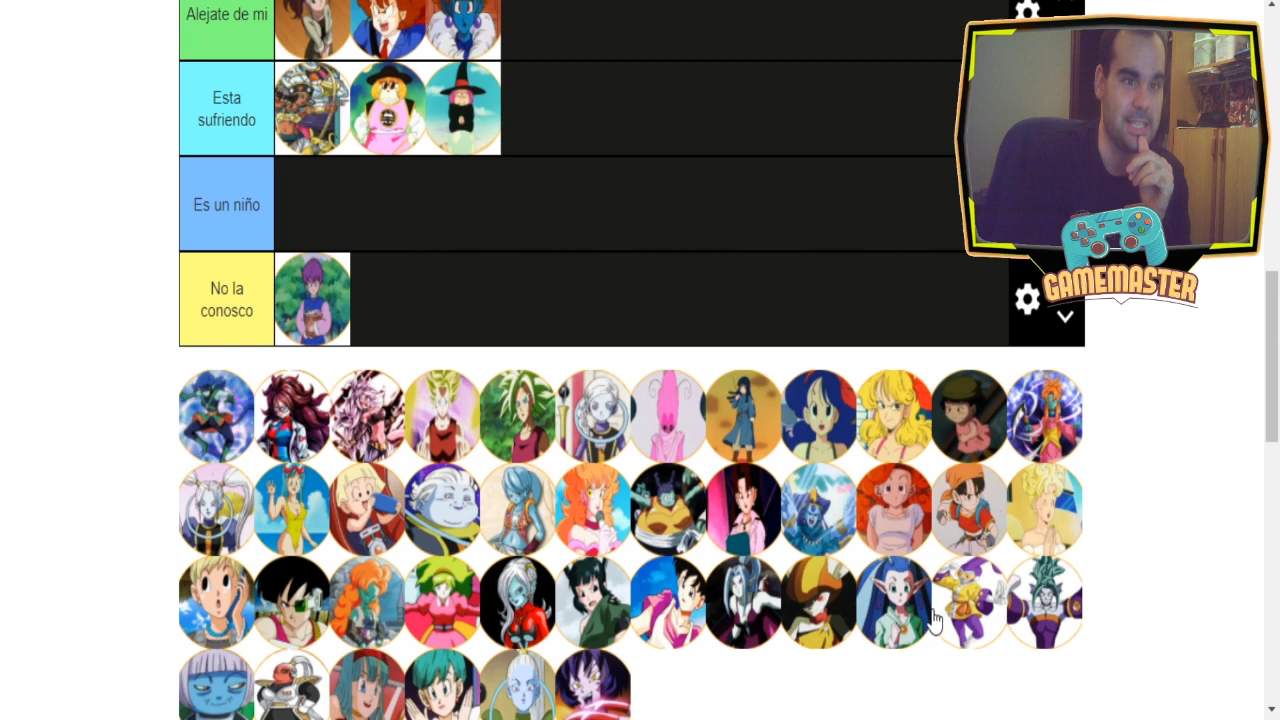 Alejate de mi
Esta
sufriendo
Es un niño
No la
conosco
GAMEMASTER